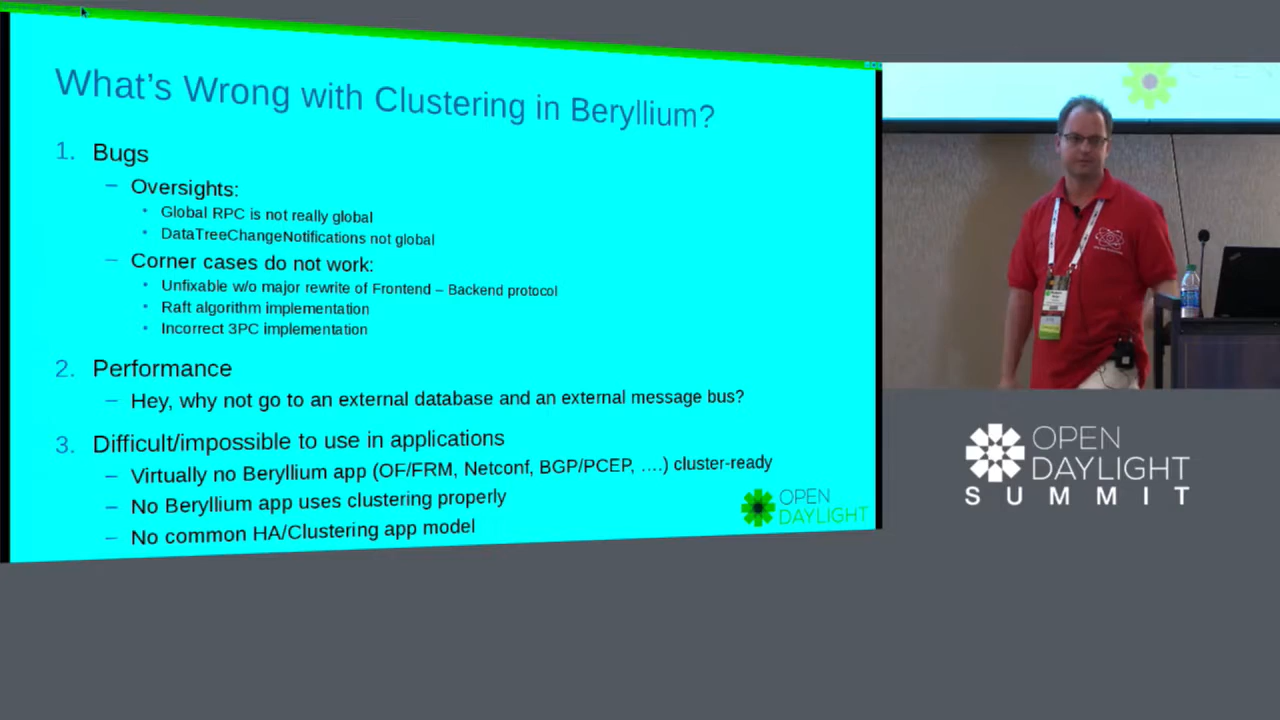 What's Wrong with Clustering in Beryllium?
1. Bugs
– Oversights:
• Global RPC is not really global
• DataTreeChangeNotifications not global
– Corner cases do not work:
• Unfixable w/o major rewrite of Frontend – Backend protocol
• Raft algorithm implementation
• Incorrect 3PC implementation
2. Performance
– Hey, why not go to an external database and an external message bus?
3. Difficult/impossible to use in applications
– Virtually no Beryllium app (OF/FRM, Netconf, BGP/PCEP, ....) cluster-ready
– No Beryllium app uses clustering properly
– No common HA/Clustering app model
OPEN
DAYLIGHT
OPEN
DAYLIGHT
SUMMIT